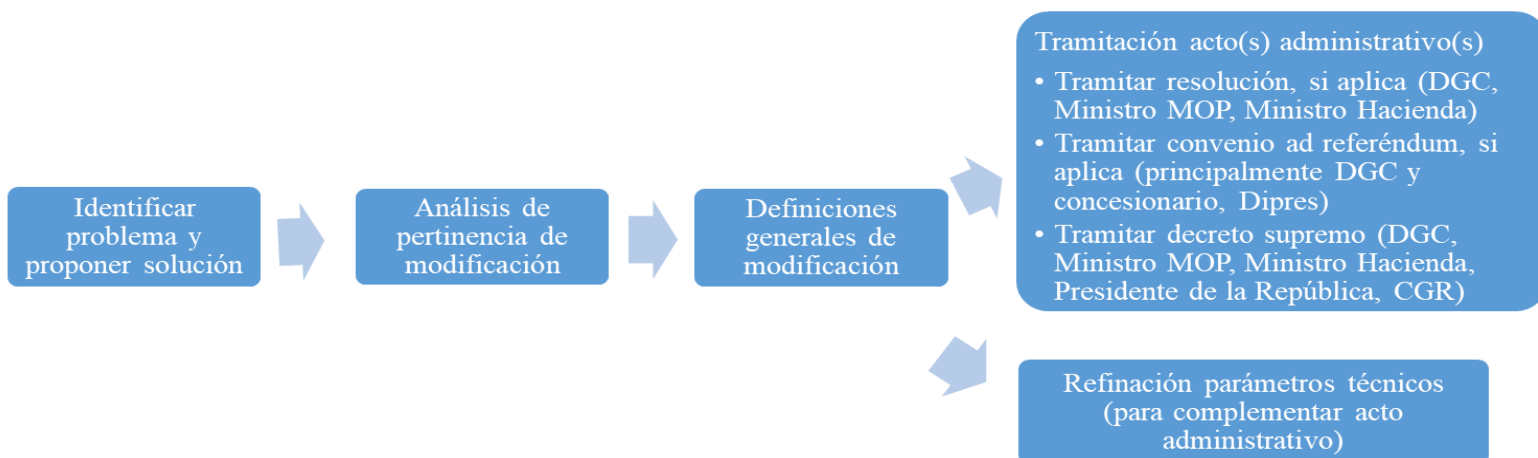 Identificar
problema y
proponer solución
Análisis de
pertinencia de
modificación
Definiciones
generales de
modificación
Tramitación acto(s) administrativo(s)
• Tramitar resolución, si aplica (DGC,
Ministro MOP, Ministro Hacienda)
• Tramitar convenio ad referéndum, si
aplica (principalmente DGC y
concesionario, Dipres)
• Tramitar decreto supremo (DGC,
Ministro MOP, Ministro Hacienda,
Presidente de la República, CGR)
Refinación parámetros técnicos
(para complementar acto
administrativo)